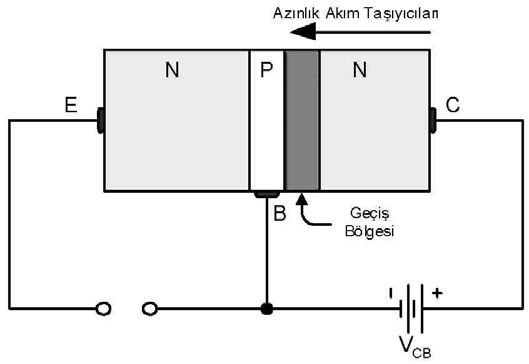 Azınlık Akım Taşıyıcıları
N P N
E C
B
Geçiş
Bölgesi
- +
VCB